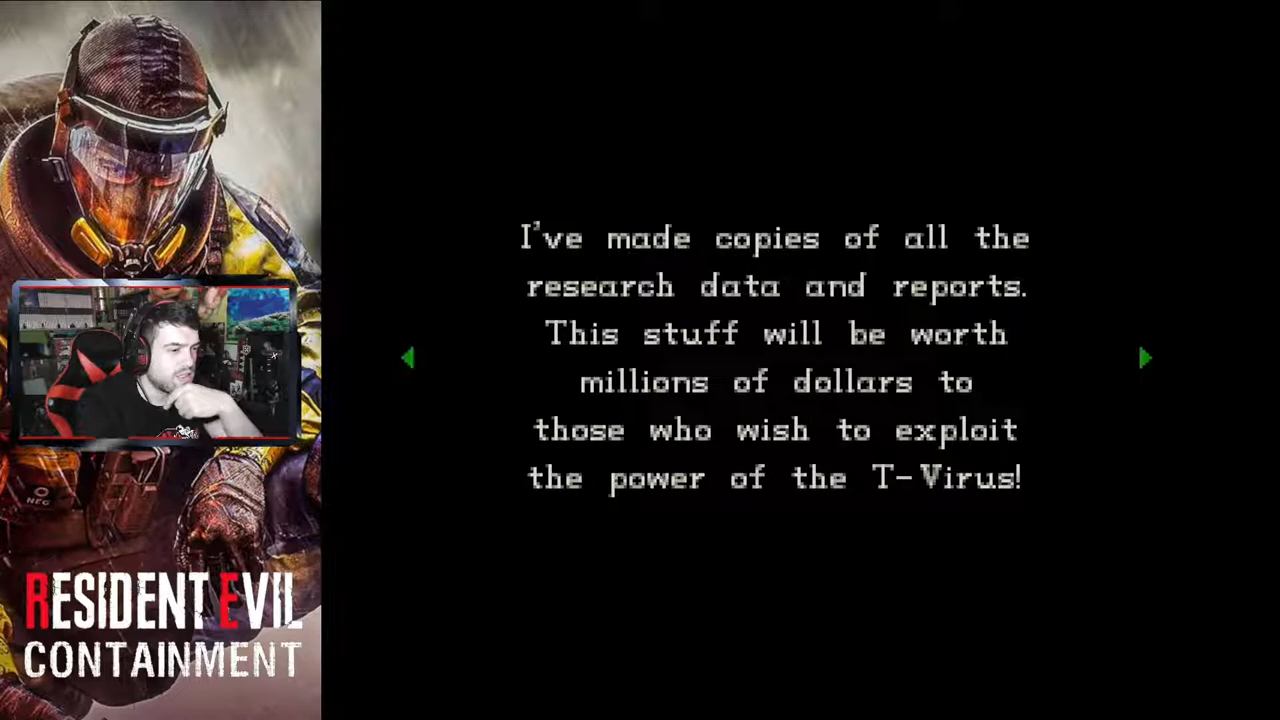 I've made copies of all the
research data and reports.
This stuff will be worth
millions of dollars to
those who wish to exploit
the power of the T-Virus!
NEC
RESIDENT EVIL
CONTAINMENT